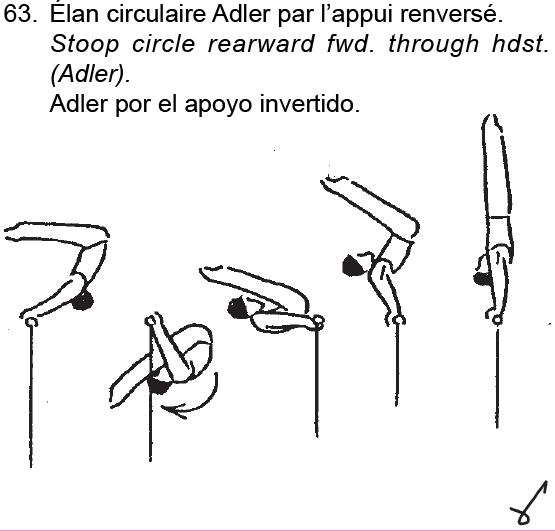 63. Élan circulaire Adler par l’appui renversé.
Stoop circle rearward fwd. through hdst.
(Adler).
Adler por el apoyo invertido.